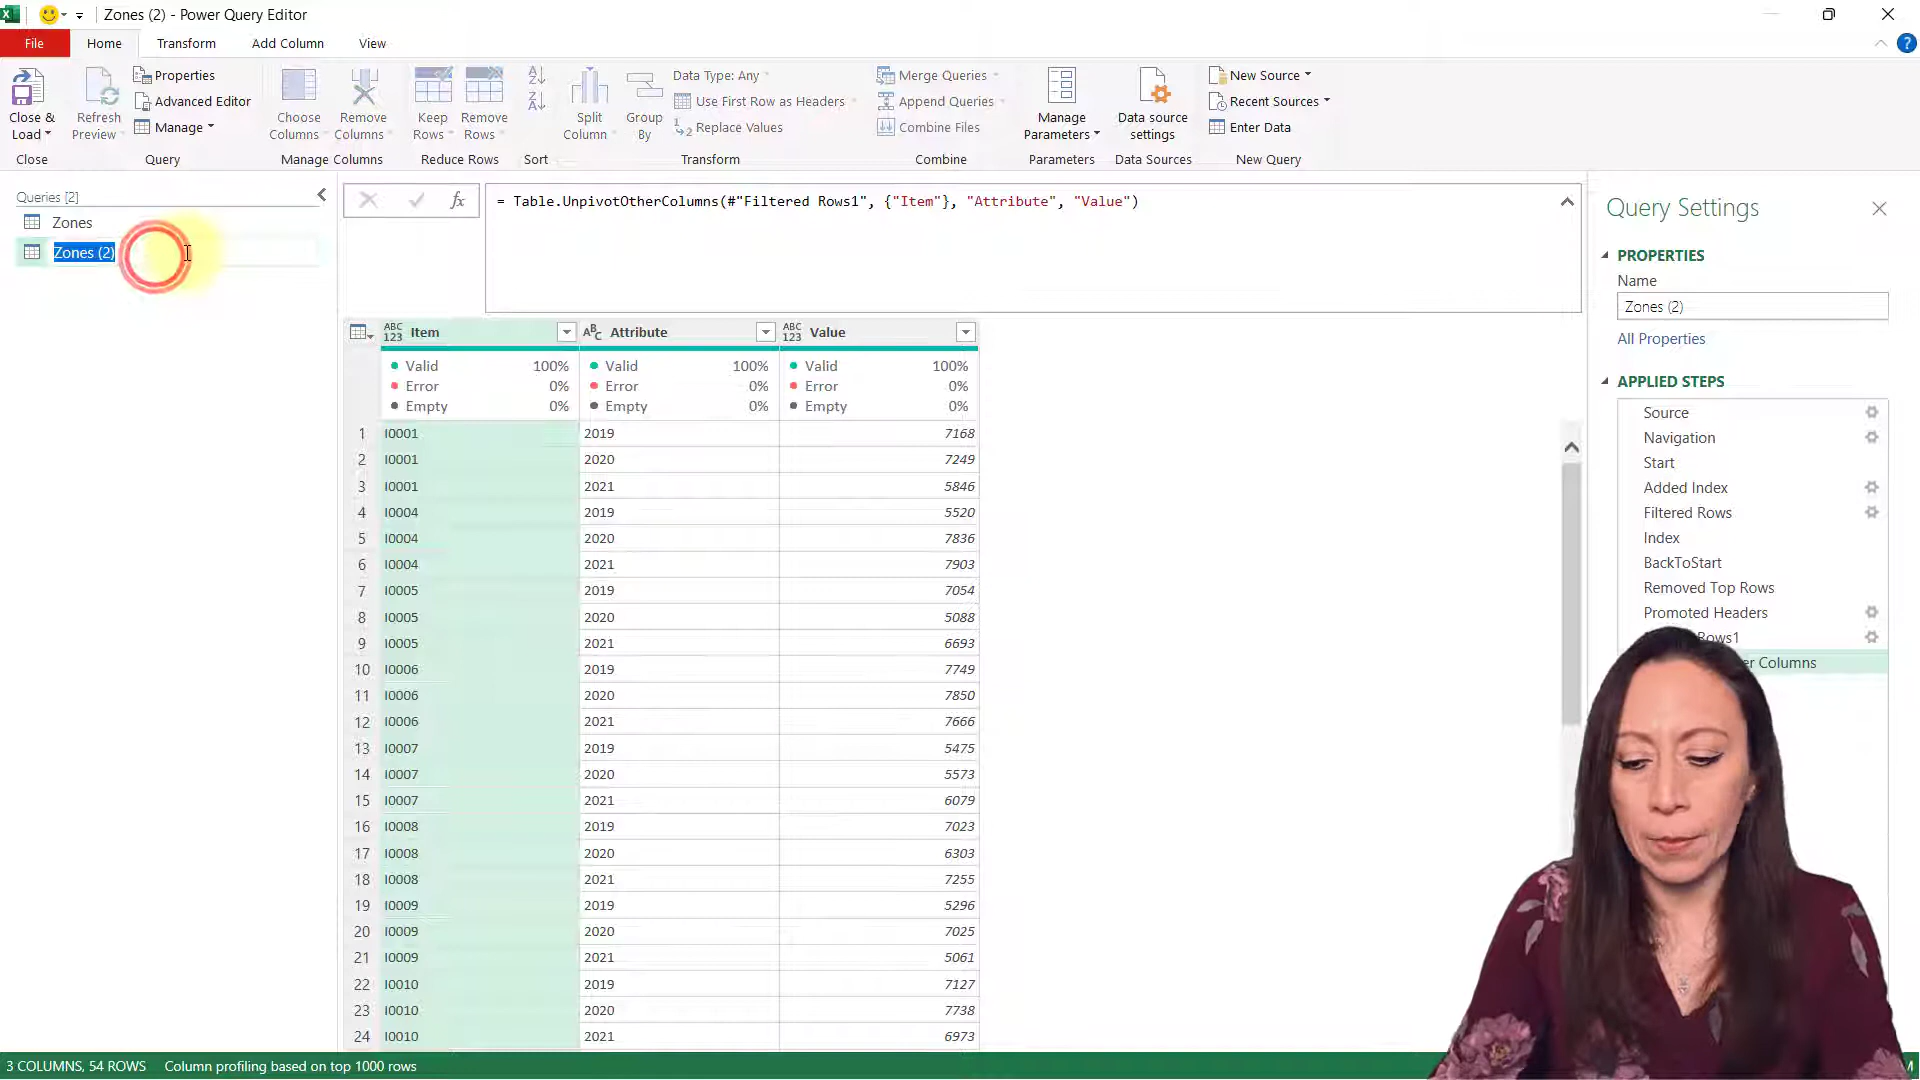 Zones (2) - Power Query Editor
File
Home
Transform
Add Column
View
?
Close & Load
Refresh Preview
Properties
Advanced Editor
Manage
Choose Columns
Remove Columns
Keep Rows
Remove Rows
Split Column
Group By
Data Type: Any
Use First Row as Headers
Replace Values
Merge Queries
Append Queries
Combine Files
Manage Parameters
Data source settings
New Source
Recent Sources
Enter Data
Close
Query
Manage Columns
Reduce Rows
Sort
Transform
Combine
Parameters
Data Sources
New Query
Queries [2]
Zones
Zones (2)
fx
= Table.UnpivotOtherColumns(#"Filtered Rows1", {"Item"}, "Attribute", "Value")
ABC 123 Item ABC Attribute ABC 123 Value
Valid 100% Valid 100% Valid 100%
Error 0% Error 0% Error 0%
Empty 0% Empty 0% Empty 0%
1 I0001 2019 7168
2 I0001 2020 7249
3 I0001 2021 5846
4 I0004 2019 5520
5 I0004 2020 7836
6 I0004 2021 7903
7 I0005 2019 7054
8 I0005 2020 5088
9 I0005 2021 6693
10 I0006 2019 7749
11 I0006 2020 7850
12 I0006 2021 7666
13 I0007 2019 5475
14 I0007 2020 5573
15 I0007 2021 6079
16 I0008 2019 7023
17 I0008 2020 6303
18 I0008 2021 7255
19 I0009 2019 5296
20 I0009 2020 7025
21 I0009 2021 5061
22 I0010 2019 7127
23 I0010 2020 7738
24 I0010 2021 6973
Query Settings
PROPERTIES
Name
Zones (2)
All Properties
APPLIED STEPS
Source
Navigation
Start
Added Index
Filtered Rows
Index
BackToStart
Removed Top Rows
Promoted Headers
Rows1
Columns
3 COLUMNS, 54 ROWS
Column profiling based on top 1000 rows